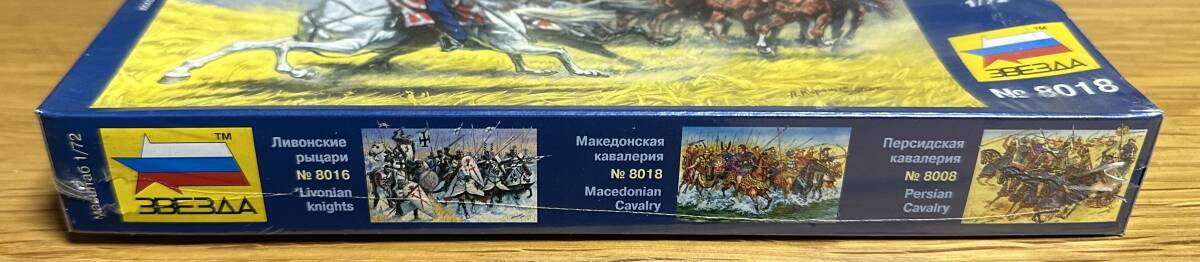 1/72
ЗВЕЗДА
№ 8018
масштаб 1/72
TM
ЗВЕЗДА
Ливонские
рыцари
№ 8016
Livonian
knights
Македонская
кавалерия
№ 8018
Macedonian
Cavalry
Персидская
кавалерия
№ 8008
Persian
Cavalry